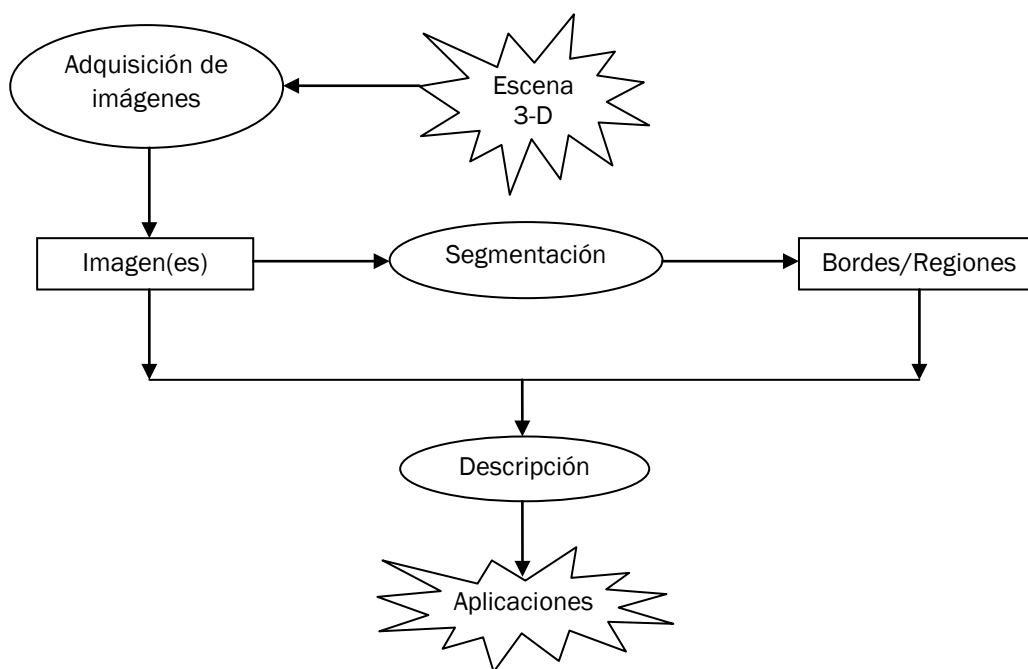 Adquisición de
imágenes
Escena
3-D
Imagen(es)
Segmentación
Bordes/Regiones
Descripción
Aplicaciones